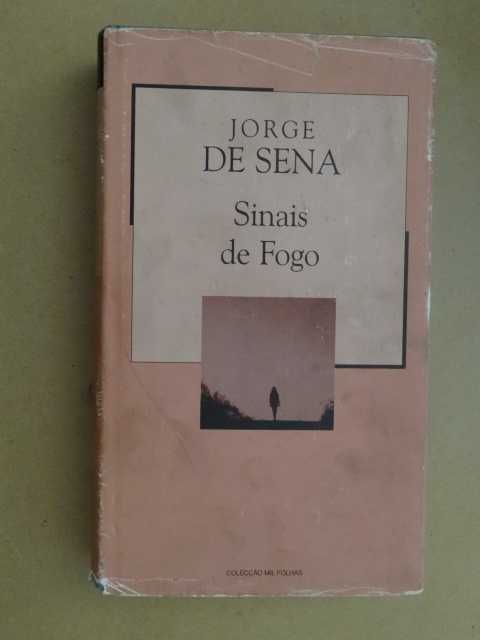 JORGE
DE SENA
Sinais
de Fogo
COLECÇÃO MIL FOLHAS